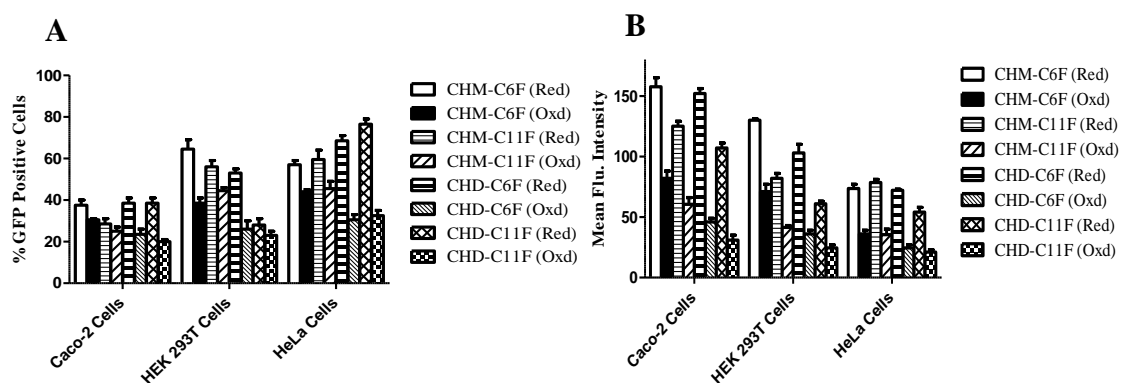 A
%GFP Positive Cells
100
80
60
40
20
0
Caco-2 Cells
HEK 293T Cells
HeLa Cells
CHM-C6F (Red)
CHM-C6F (Oxd)
CHM-C11F (Red)
CHM-C11F (Oxd)
CHD-C6F (Red)
CHD-C6F (Oxd)
CHD-C11F (Red)
CHD-C11F (Oxd)
B
Mean Flu. Intensity
150
100
50
0
Caco-2 Cells
HEK 293T Cells
HeLa Cells
CHM-C6F (Red)
CHM-C6F (Oxd)
CHM-C11F (Red)
CHM-C11F (Oxd)
CHD-C6F (Red)
CHD-C6F (Oxd)
CHD-C11F (Red)
CHD-C11F (Oxd)